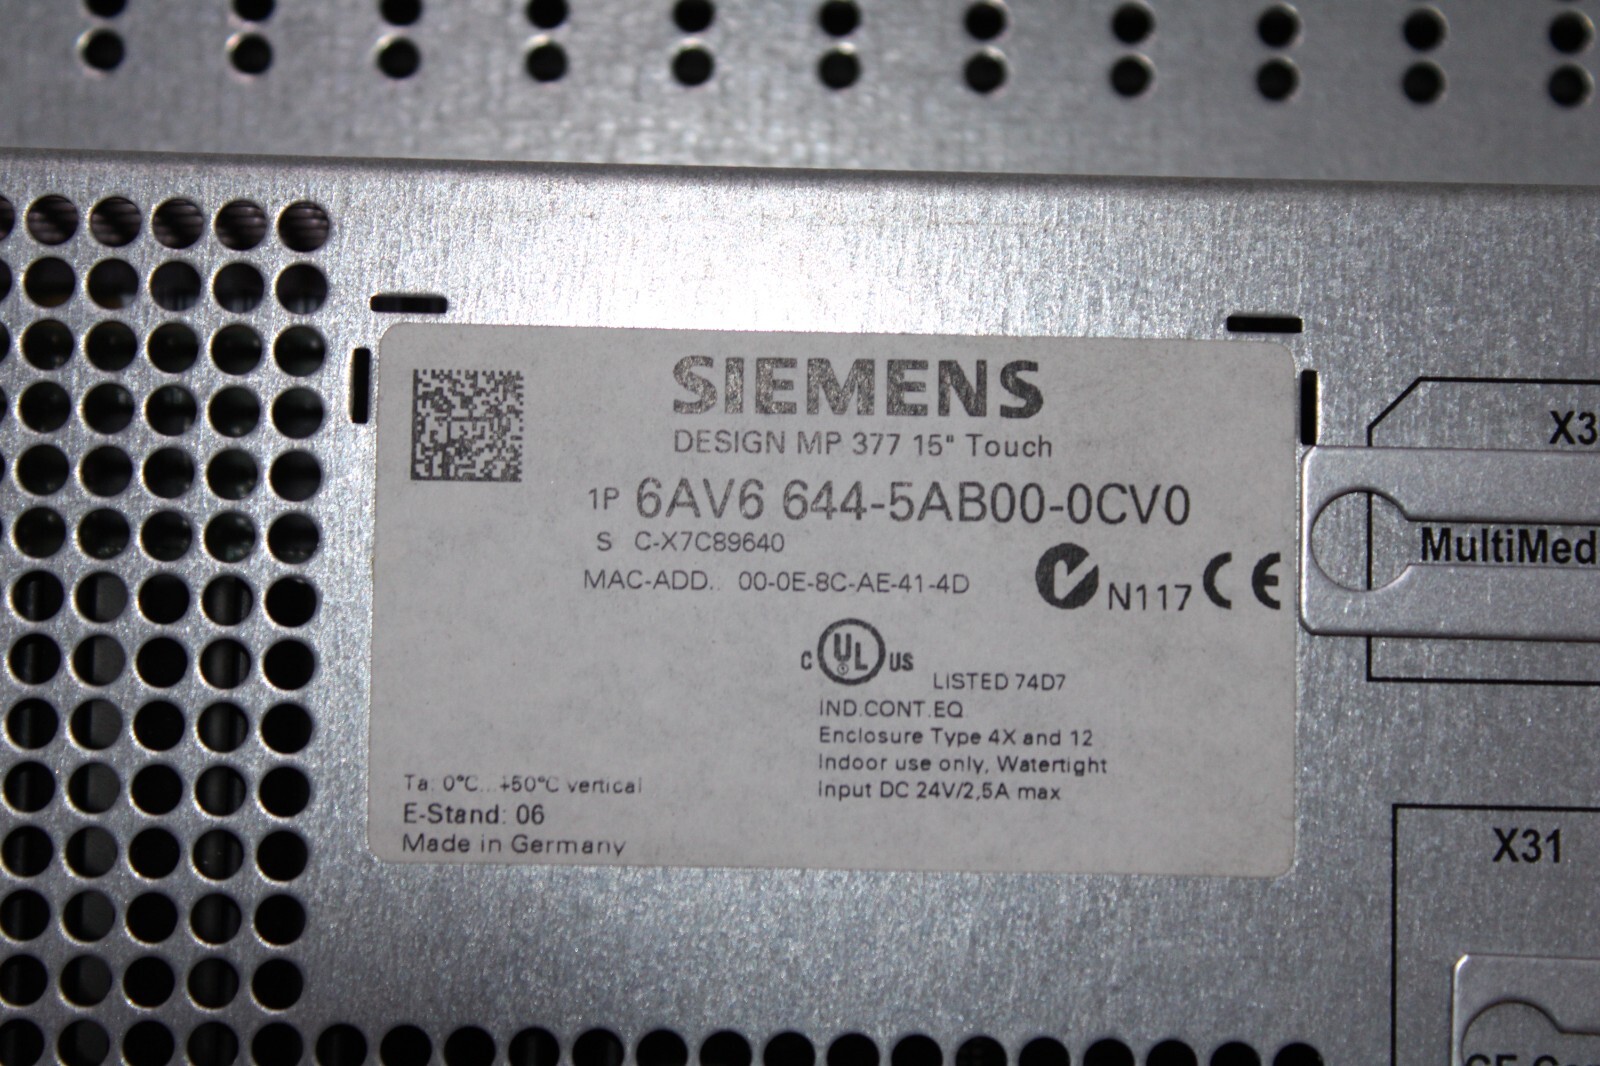 SIEMENS
DESIGN MP 377 15" Touch
1P 6AV6 644-5AB00-0CV0
S C-X7C89640
MAC-ADD.: 00-0E-8C-AE-41-4D
N117 CE
C UL US
LISTED 74D7
IND.CONT.EQ
Enclosure Type 4X and 12
Indoor use only, Watertight
Input DC 24V/2,5A max
Ta: 0°C...+50°C vertical
E-Stand: 06
Made in Germany
X3
MultiMed
X31